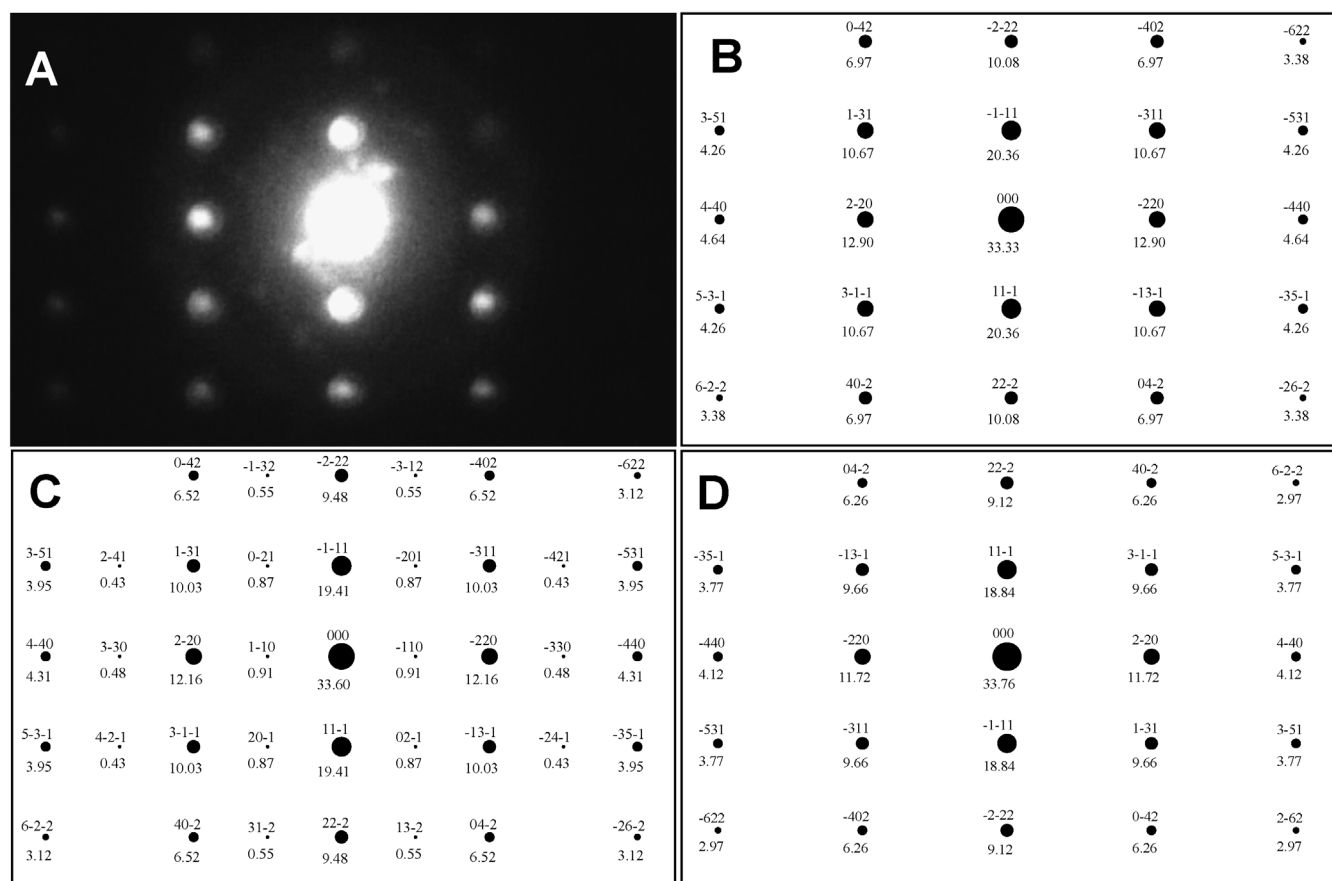 A
B
0-42 -2-22 -402 -622
6.97 10.08 6.97 3.38
3-51 1-31 -1-11 -311 -531
4.26 10.67 20.36 10.67 4.26
4-40 2-20 000 -220 -440
4.64 12.90 33.33 12.90 4.64
5-3-1 3-1-1 11-1 -13-1 -35-1
4.26 10.67 20.36 10.67 4.26
6-2-2 40-2 22-2 04-2 -26-2
3.38 6.97 10.08 6.97 3.38
C
0-42 -1-32 -2-22 -3-12 -402 -622
6.52 0.55 9.48 0.55 6.52 3.12
3-51 2-41 1-31 0-21 -1-11 -201 -311 -421 -531
3.95 0.43 10.03 0.87 19.41 0.87 10.03 0.43 3.95
4-40 3-30 2-20 1-10 000 -110 -220 -330 -440
4.31 0.48 12.16 0.91 33.60 0.91 12.16 0.48 4.31
5-3-1 4-2-1 3-1-1 20-1 11-1 02-1 -13-1 -24-1 -35-1
3.95 0.43 10.03 0.87 19.41 0.87 10.03 0.43 3.95
6-2-2 40-2 31-2 22-2 13-2 04-2 -26-2
3.12 6.52 0.55 9.48 0.55 6.52 3.12
D
04-2 22-2 40-2 6-2-2
6.26 9.12 6.26 2.97
-35-1 -13-1 11-1 3-1-1 5-3-1
3.77 9.66 18.84 9.66 3.77
-440 -220 000 2-20 4-40
4.12 11.72 33.76 11.72 4.12
-531 -311 -1-11 1-31 3-51
3.77 9.66 18.84 9.66 3.77
-622 -402 -2-22 0-42 2-62
2.97 6.26 9.12 6.26 2.97